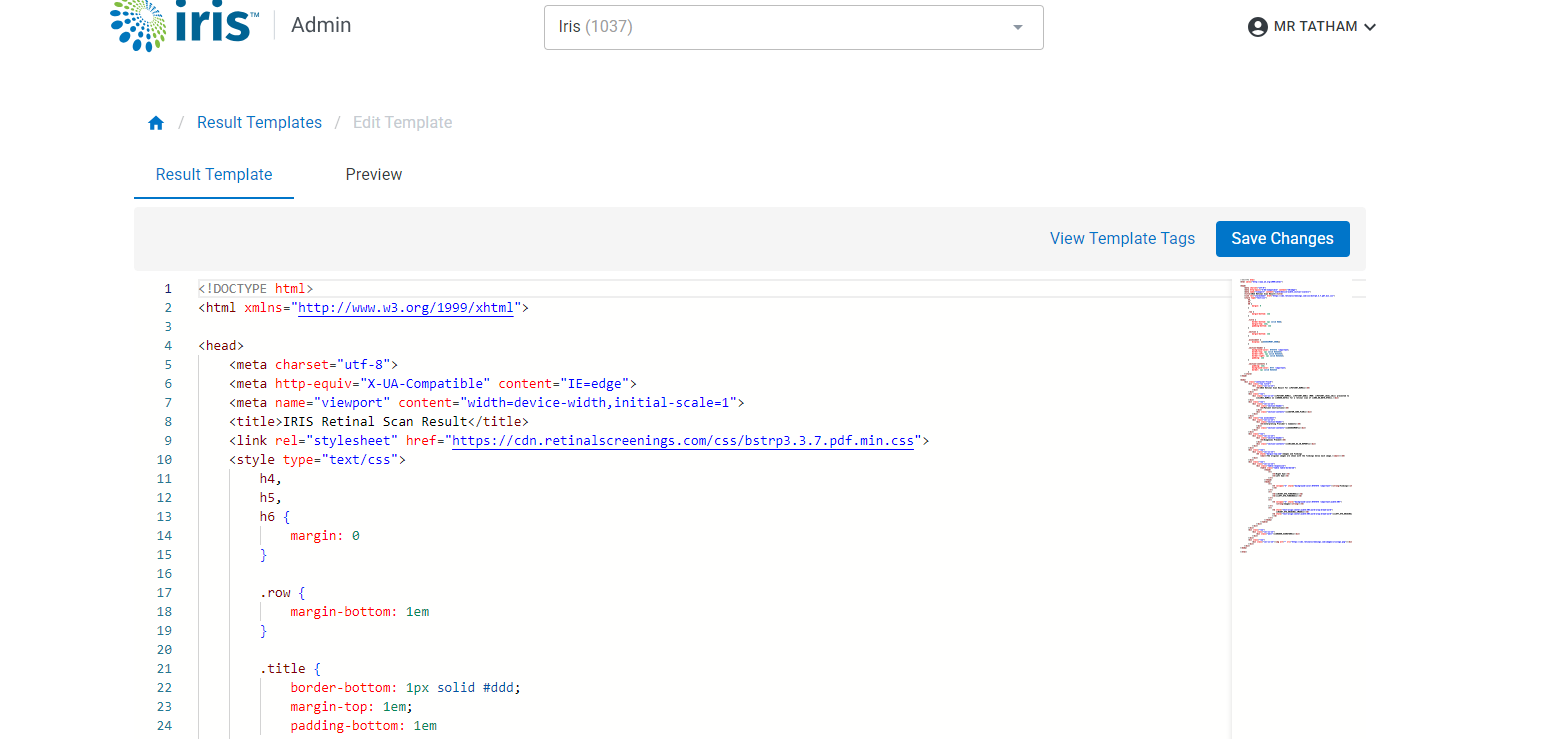 iris™ Admin Iris (1037) MR TATHAM
/ Result Templates / Edit Template
Result Template Preview
View Template Tags Save Changes
1 <!DOCTYPE html>
2 <html xmlns="http://www.w3.org/1999/xhtml">
3
4 <head>
5 <meta charset="utf-8">
6 <meta http-equiv="X-UA-Compatible" content="IE=edge">
7 <meta name="viewport" content="width=device-width,initial-scale=1">
8 <title>IRIS Retinal Scan Result</title>
9 <link rel="stylesheet" href="https://cdn.retinalscreenings.com/css/bstrp3.3.7.pdf.min.css">
10 <style type="text/css">
11 h4,
12 h5,
13 h6 {
14 margin: 0
15 }
16
17 .row {
18 margin-bottom: 1em
19 }
20
21 .title {
22 border-bottom: 1px solid #ddd;
23 margin-top: 1em;
24 padding-bottom: 1em